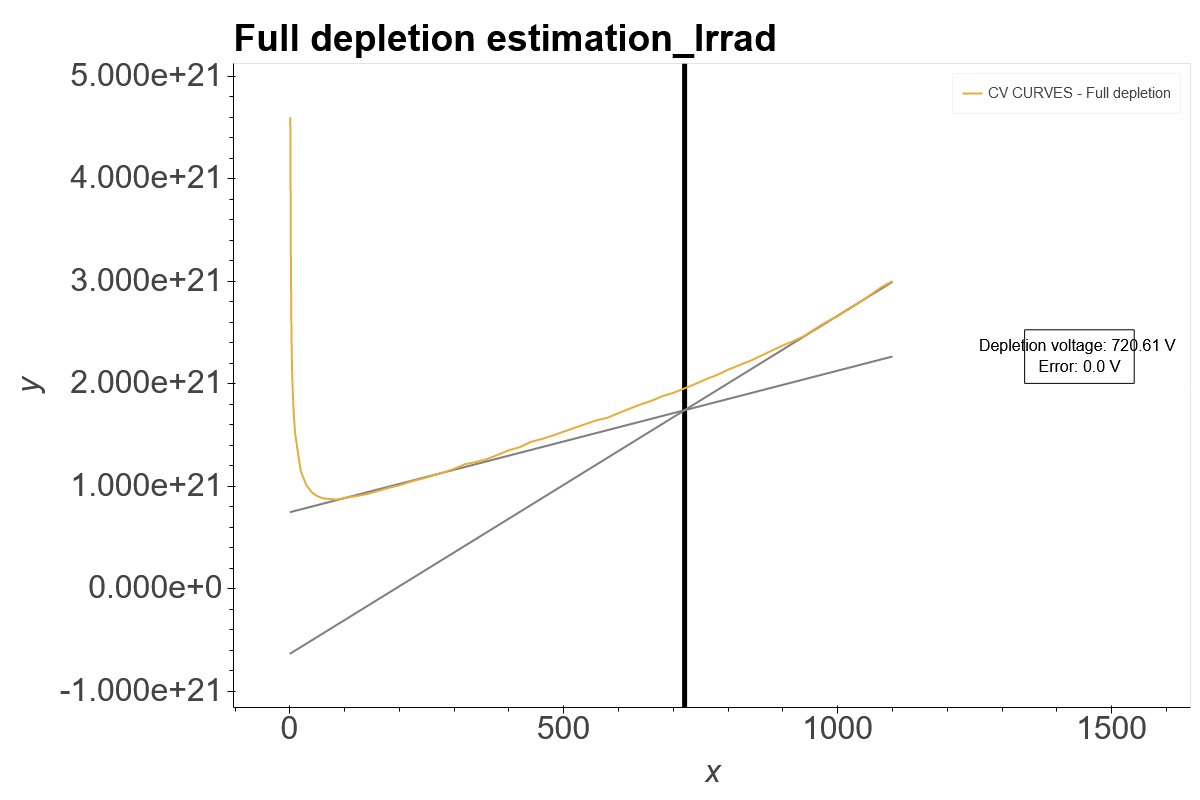 Full depletion estimation_Irrad
5.000e+21
4.000e+21
3.000e+21
2.000e+21
1.000e+21
0.000e+0
-1.000e+21
y
CV CURVES - Full depletion
Depletion voltage: 720.61 V
Error: 0.0 V
0
500
1000
1500
x